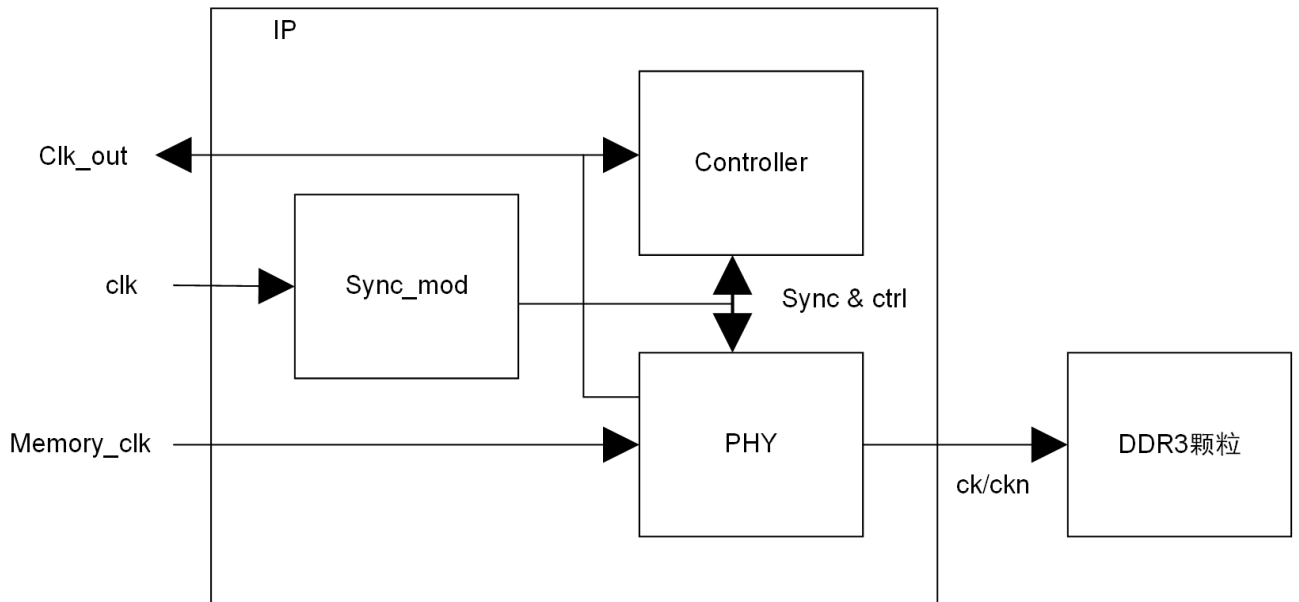 IP
Clk_out
Controller
clk
Sync_mod
Sync & ctrl
Memory_clk
PHY
DDR3颗粒
ck/ckn